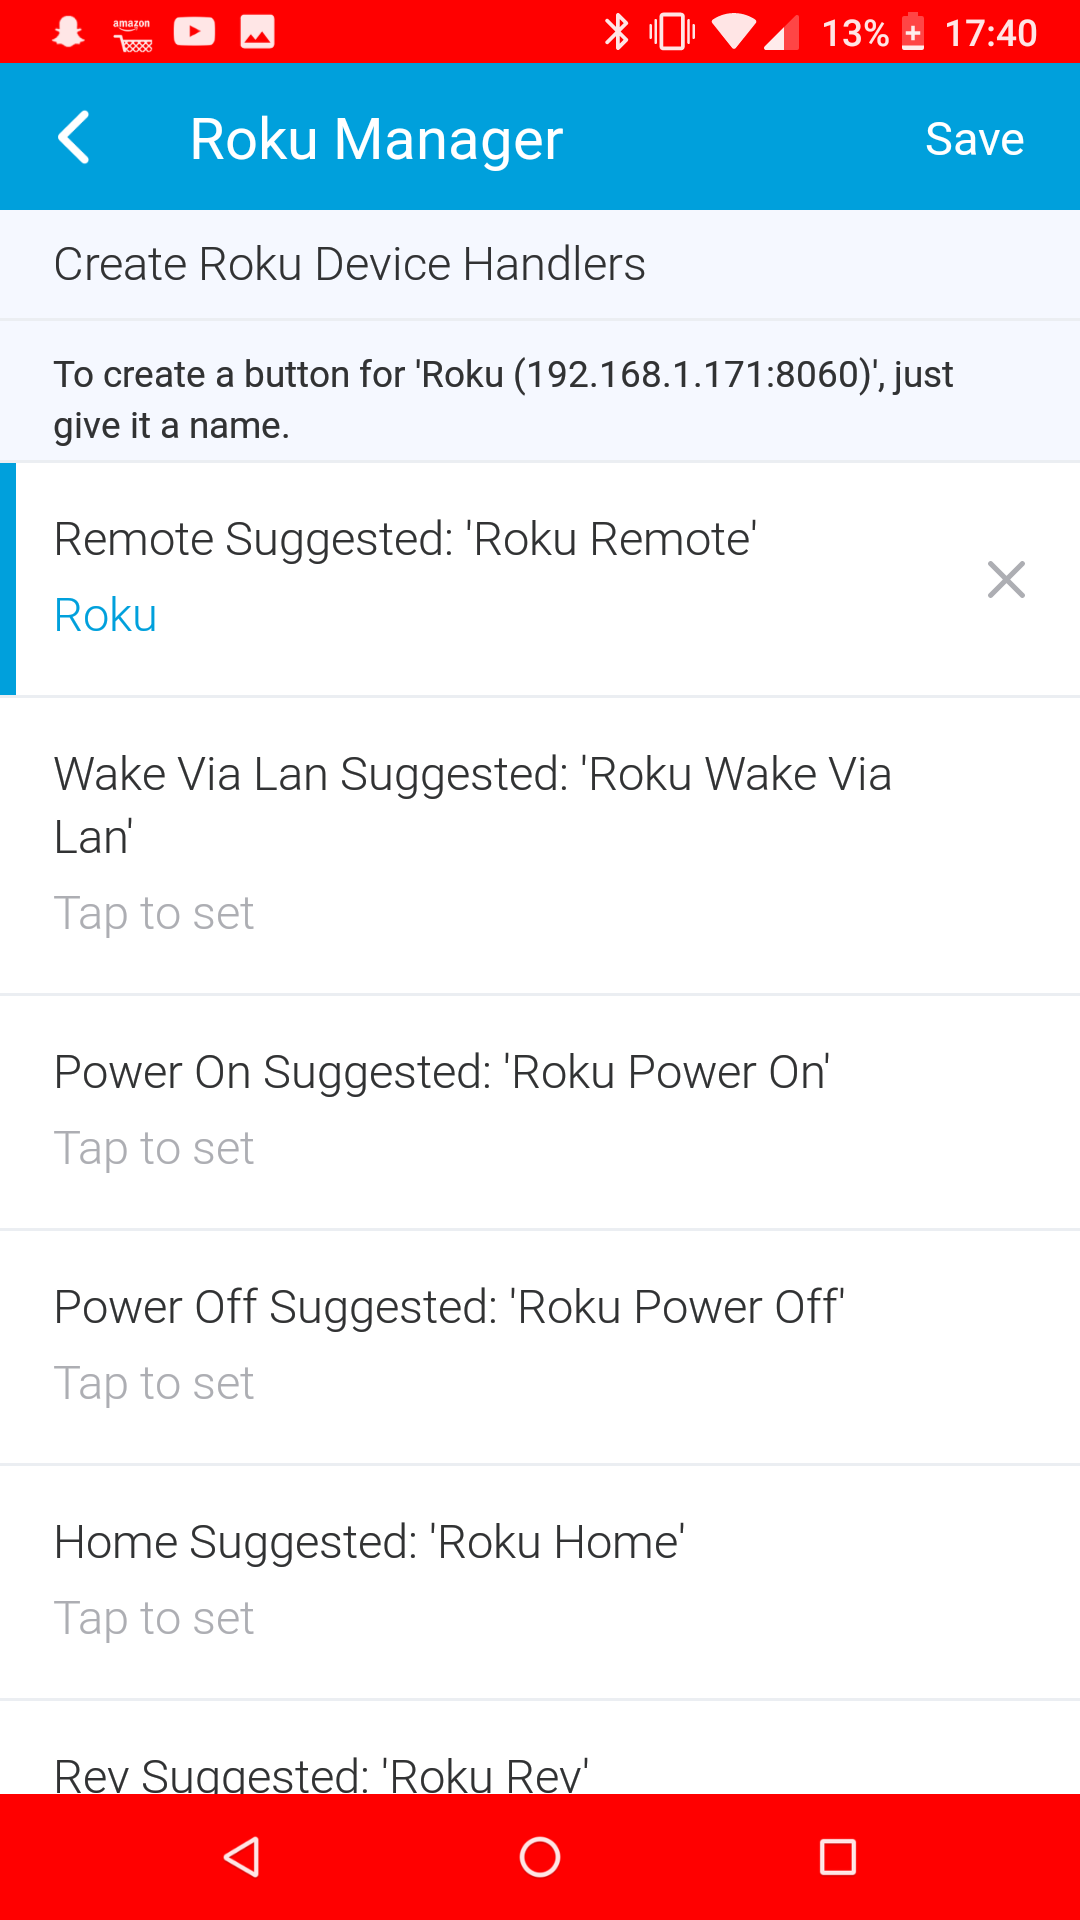 amazon
13% 17:40
Roku Manager Save
Create Roku Device Handlers
To create a button for 'Roku (192.168.1.171:8060)', just
give it a name.
Remote Suggested: 'Roku Remote'
Roku
Wake Via Lan Suggested: 'Roku Wake Via
Lan'
Tap to set
Power On Suggested: 'Roku Power On'
Tap to set
Power Off Suggested: 'Roku Power Off'
Tap to set
Home Suggested: 'Roku Home'
Tap to set
Rev Suggested: 'Roku Rev'